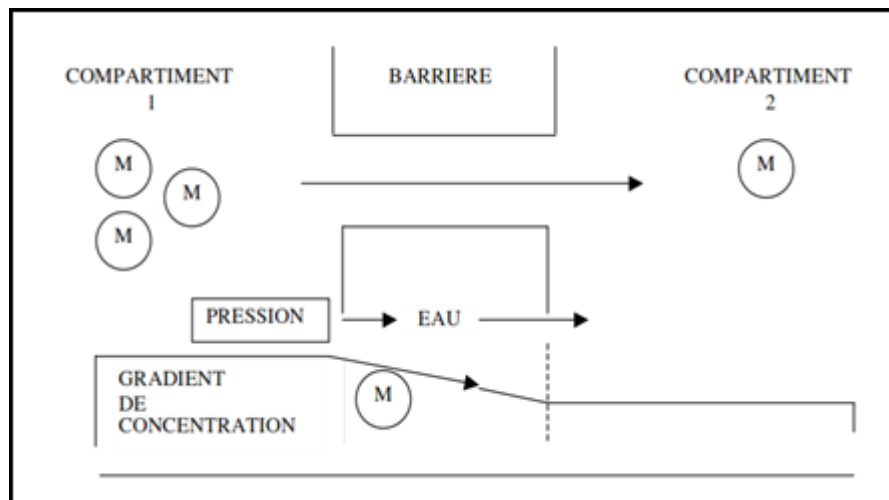 COMPARTIMENT
1
BARRIERE
COMPARTIMENT
2
M
M
M
M
PRESSION
EAU
GRADIENT
DE
CONCENTRATION
M